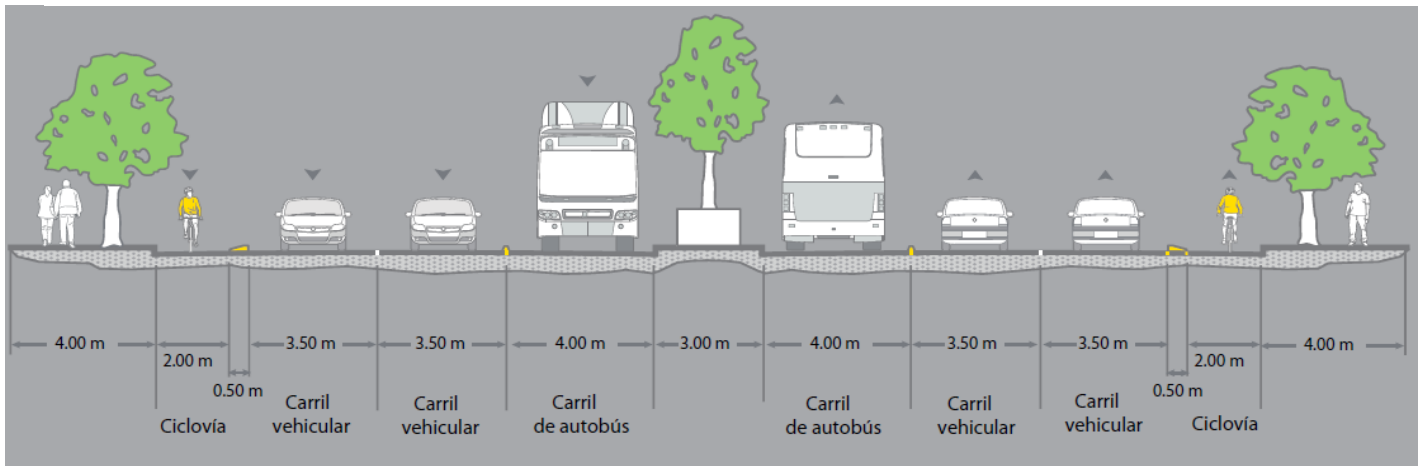 4.00 m
2.00 m
0.50 m
3.50 m
3.50 m
4.00 m
3.00 m
4.00 m
3.50 m
3.50 m
0.50 m
2.00 m
4.00 m
Ciclovía
Carril
vehicular
Carril
vehicular
Carril
de autobús
Carril
de autobús
Carril
vehicular
Carril
vehicular
Ciclovía